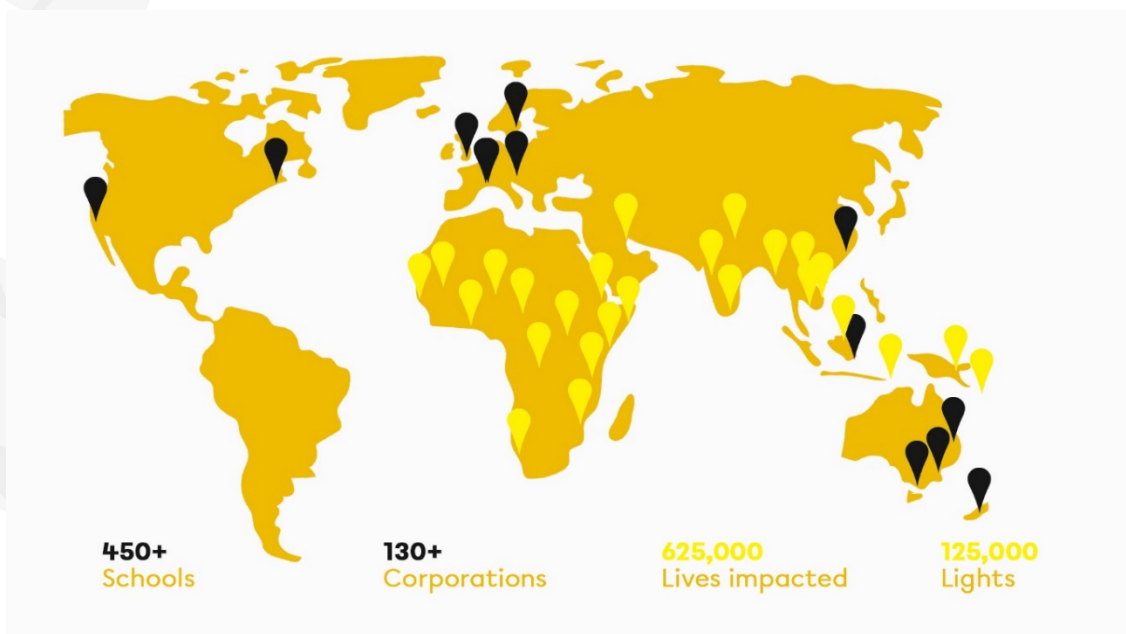 450+
Schools
130+
Corporations
625,000
Lives impacted
125,000
Lights